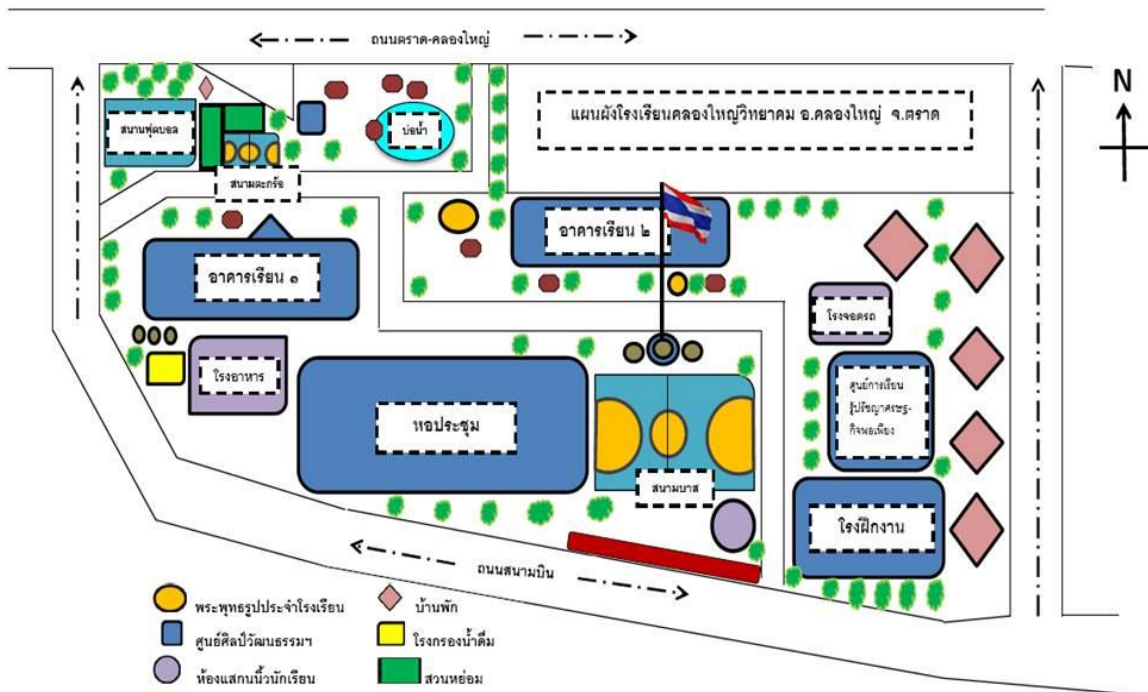 ถนนตราด-คลองใหญ่
N
แผนผังโรงเรียนคลองใหญ่วิทยาคม อ.คลองใหญ่ จ.ตราด
สนามฟุตบอล
บ่อน้ำ
สนามตะกร้อ
อาคารเรียน ๒
อาคารเรียน ๑
โรงจอดรถ
โรงอาหาร
หอประชุม
ศูนย์การเรียน
รู้ปรัชญาเศรษฐ-
กิจพอเพียง
สนามบาส
โรงฝึกงาน
ถนนสนามบิน
พระพุทธรูปประจำโรงเรียน
บ้านพัก
ศูนย์ศิลป์วัฒนธรรมฯ
โรงกรองน้ำดื่ม
ห้องแสกนนิ้วนักเรียน
สวนหย่อม